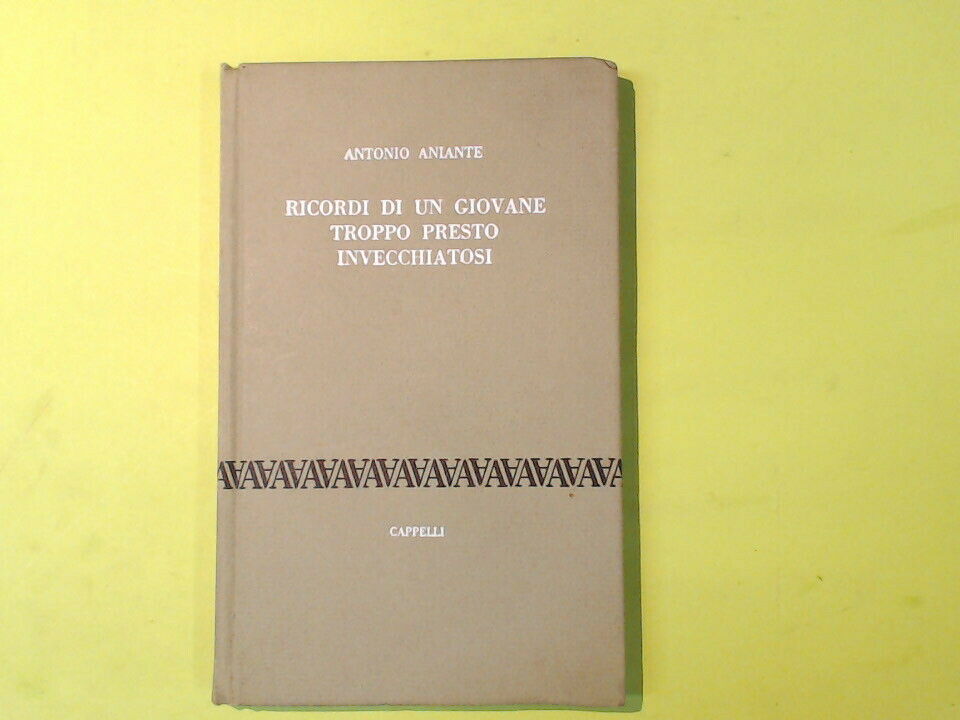 ANTONIO ANIANTE
RICORDI DI UN GIOVANE
TROPPO PRESTO
INVECCHIATOSI
CAPPELLI